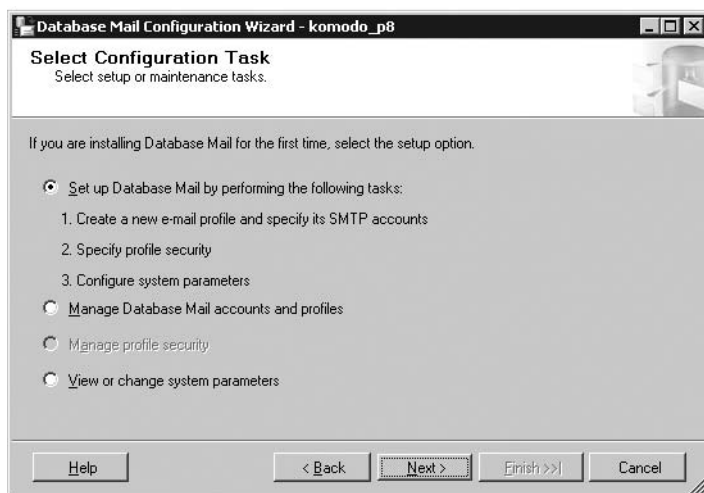 Database Mail Configuration Wizard - komodo_p8
Select Configuration Task
Select setup or maintenance tasks.
If you are installing Database Mail for the first time, select the setup option.
Set up Database Mail by performing the following tasks:
1. Create a new e-mail profile and specify its SMTP accounts
2. Specify profile security
3. Configure system parameters
Manage Database Mail accounts and profiles
Manage profile security
View or change system parameters
Help
< Back
Next >
Finish >>|
Cancel